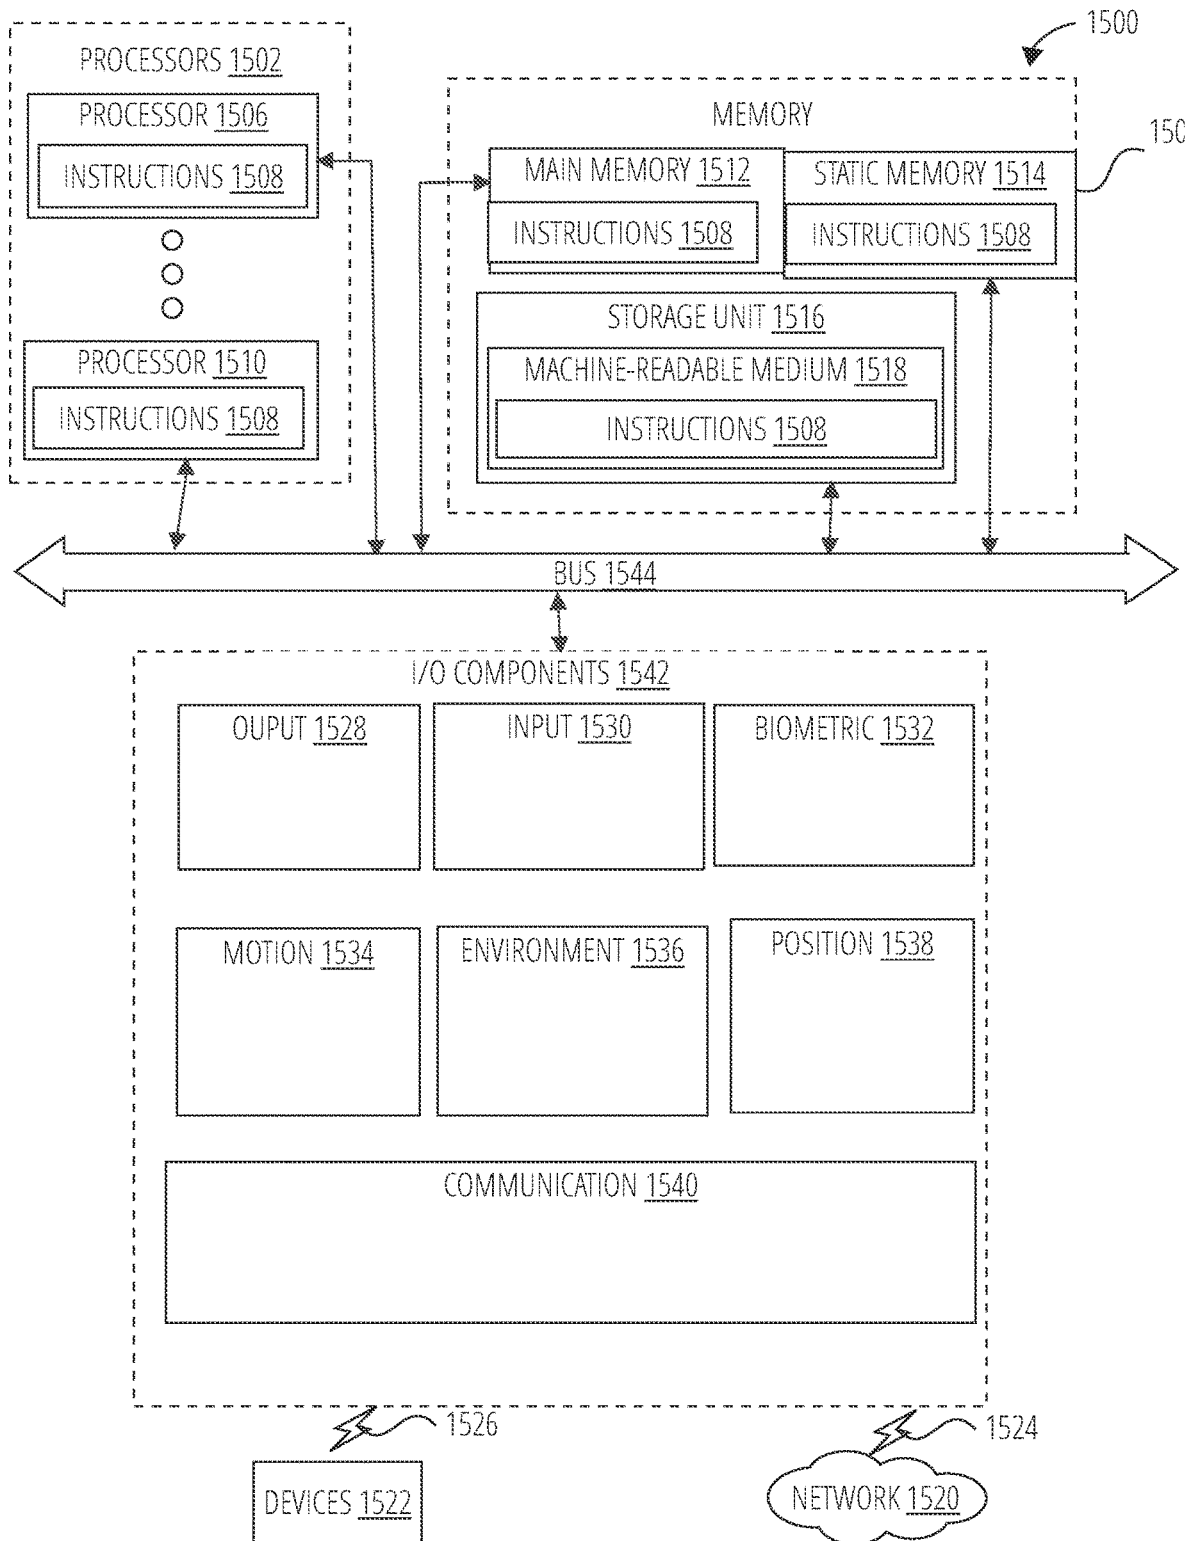 1500
PROCESSORS 1502
PROCESSOR 1506
INSTRUCTIONS 1508
PROCESSOR 1510
INSTRUCTIONS 1508
MEMORY
MAIN MEMORY 1512
INSTRUCTIONS 1508
STATIC MEMORY 1514
INSTRUCTIONS 1508
STORAGE UNIT 1516
MACHINE-READABLE MEDIUM 1518
INSTRUCTIONS 1508
BUS 1544
I/O COMPONENTS 1542
OUPUT 1528
INPUT 1530
BIOMETRIC 1532
MOTION 1534
ENVIRONMENT 1536
POSITION 1538
COMMUNICATION 1540
1526
1524
DEVICES 1522
NETWORK 1520